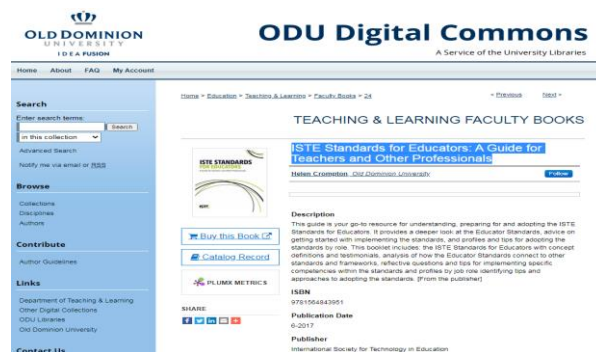 OLD DOMINION
UNIVERSITY
IDEA FUSION
ODU Digital Commons
A Service of the University Libraries
Home About FAQ My Account
Search
Enter search terms:
Search
in this collection
Advanced Search
Notify me via email or RSS
Browse
Collections
Disciplines
Authors
Contribute
Author Guidelines
Links
Department of Teaching & Learning
Other Digital Collections
ODU Libraries
Old Dominion University
Contact Us
Home > Education > Teaching & Learning > Faculty Books > 24
< Previous Next >
TEACHING & LEARNING FACULTY BOOKS
ISTE STANDARDS
FOR EDUCATORS
Buy this Book
Catalog Record
PLUMX METRICS
SHARE
ISTE Standards for Educators: A Guide for
Teachers and Other Professionals
Helen Crompton, Old Dominion University
Follow
Description
This guide is your go-to resource for understanding, preparing for and adopting the ISTE
Standards for Educators. It provides a deeper look at the Educator Standards, advice on
getting started with implementing the standards, and profiles and tips for adopting the
standards by role. This booklet includes: the ISTE Standards for Educators with concept
definitions and testimonials, analysis of how the Educator Standards connect to other
standards and frameworks, reflective questions and tips for implementing specific
competencies within the standards and profiles by job role identifying tips and
approaches to adopting the standards. [From the publisher]
ISBN
9781564843951
Publication Date
6-2017
Publisher
International Society for Technology in Education